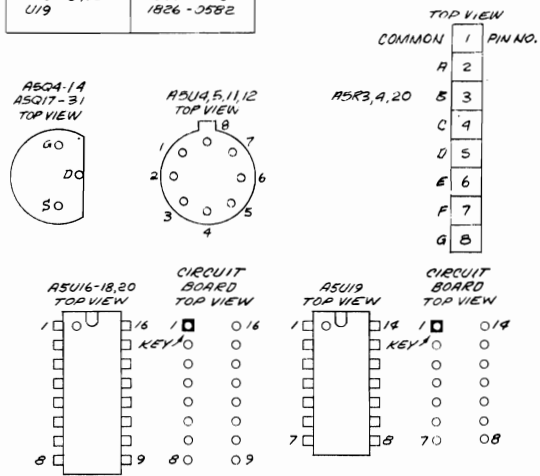 U19
1826-0582
A5Q4-14
A5Q17-31
TOP VIEW
G
D
S
A5U4,5,11,12
TOP VIEW
8
1
7
2
6
3
5
4
TOP VIEW
COMMON 1 PIN NO.
A 2
A5R3,4,20 B 3
C 4
D 5
E 6
F 7
G 8
A5U16-18,20
TOP VIEW
1 16
8 9
CIRCUIT
BOARD
TOP VIEW
1 16
KEY
8 9
A5U19
TOP VIEW
1 14
7 8
CIRCUIT
BOARD
TOP VIEW
1 14
KEY
7 8